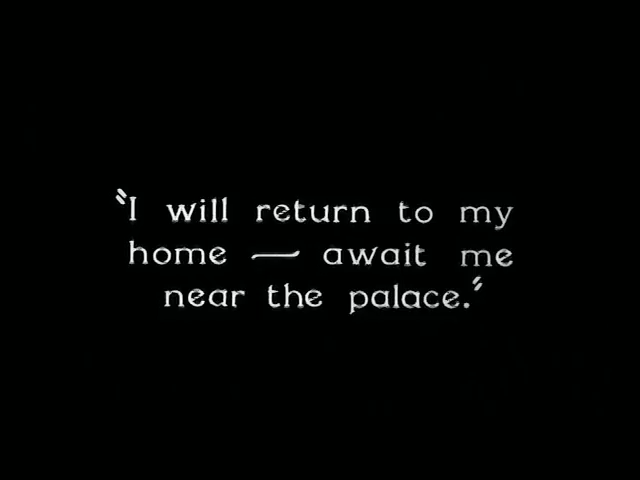 "I will return to my
home — await me
near the palace."